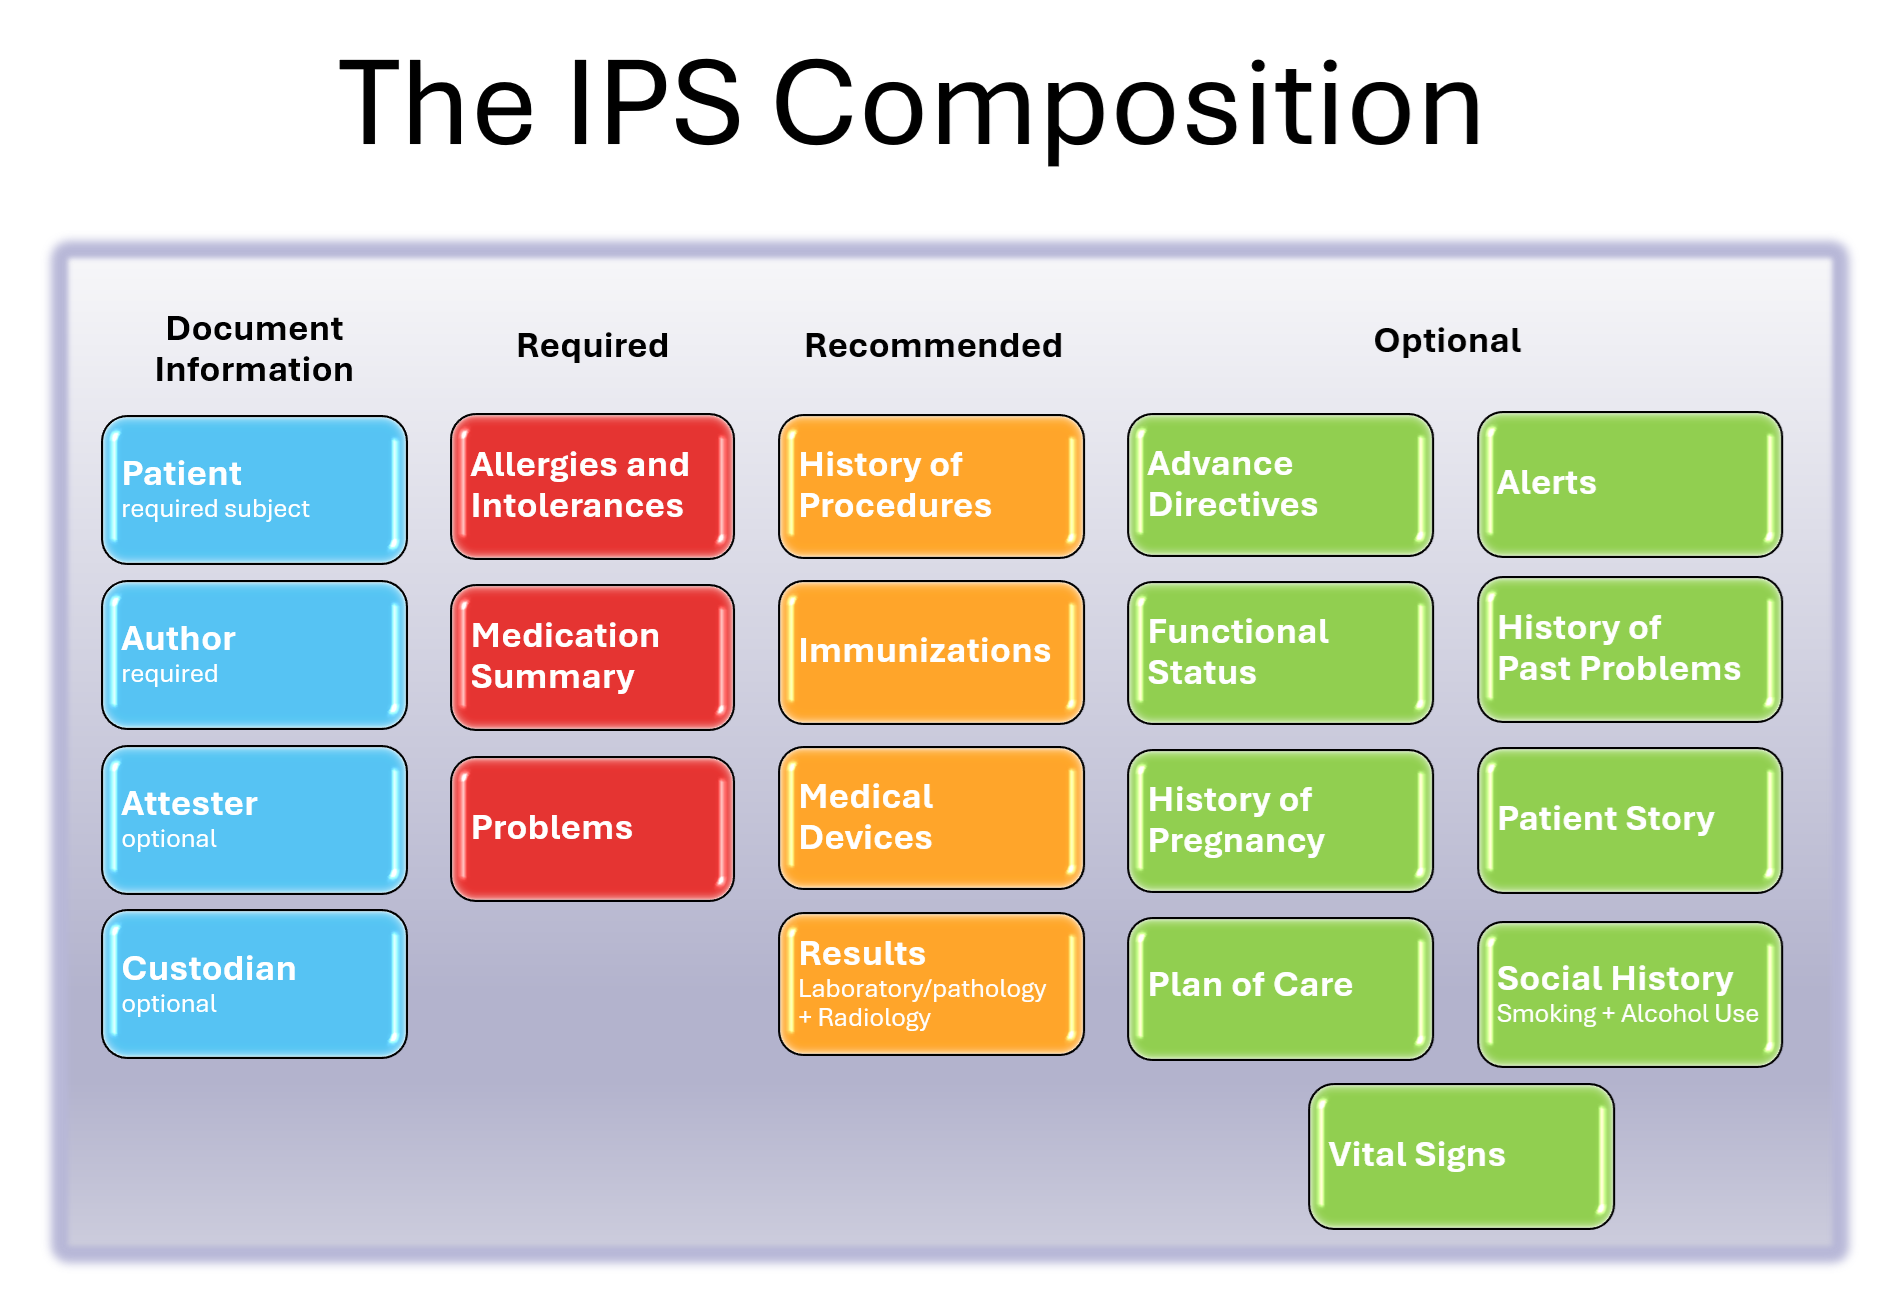 The IPS Composition
Document
Information
Required
Recommended
Optional
Patient
required subject
Author
required
Attester
optional
Custodian
optional
Allergies and
Intolerances
Medication
Summary
Problems
History of
Procedures
Immunizations
Medical
Devices
Results
Laboratory/pathology
+ Radiology
Advance
Directives
Functional
Status
History of
Pregnancy
Plan of Care
Alerts
History of
Past Problems
Patient Story
Social History
Smoking + Alcohol Use
Vital Signs